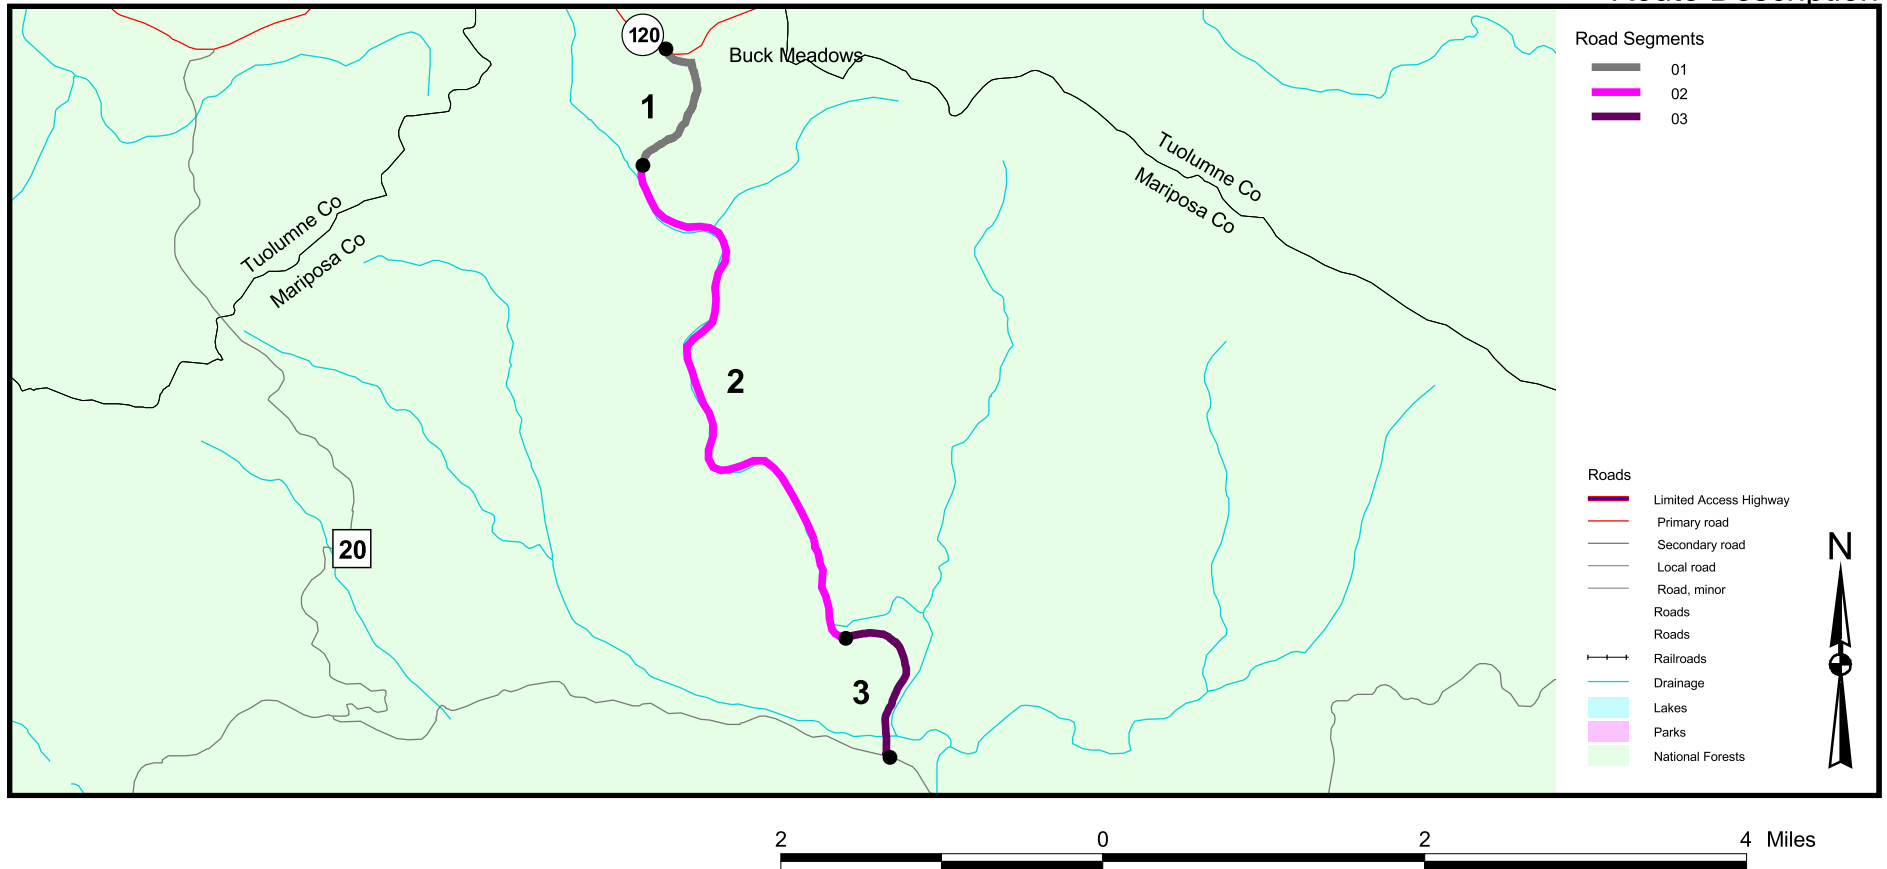 Route Description
120
Buck Meadows
1
Tuolumne Co
Mariposa Co
Tuolumne Co
Mariposa Co
2
20
3
Road Segments
01
02
03
Roads
Limited Access Highway
Primary road
Secondary road
Local road
Road, minor
Roads
Roads
Railroads
Drainage
Lakes
Parks
National Forests
N
2 0 2 4 Miles